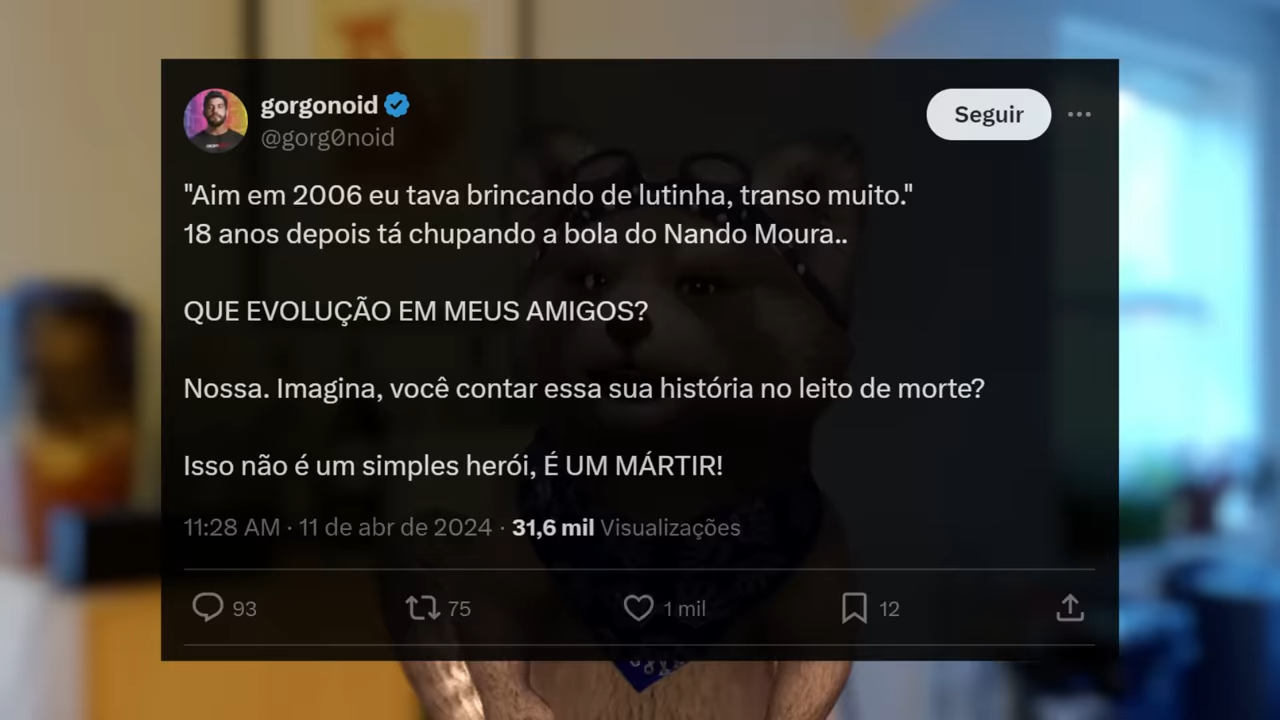 gorgonoid
@gorg0noid
Seguir
"Aim em 2006 eu tava brincando de lutinha, transo muito."
18 anos depois tá chupando a bola do Nando Moura..
QUE EVOLUÇÃO EM MEUS AMIGOS?
Nossa. Imagina, você contar essa sua história no leito de morte?
Isso não é um simples herói, É UM MÁRTIR!
11:28 AM · 11 de abr de 2024 · 31,6 mil Visualizações
93 75 1 mil 12